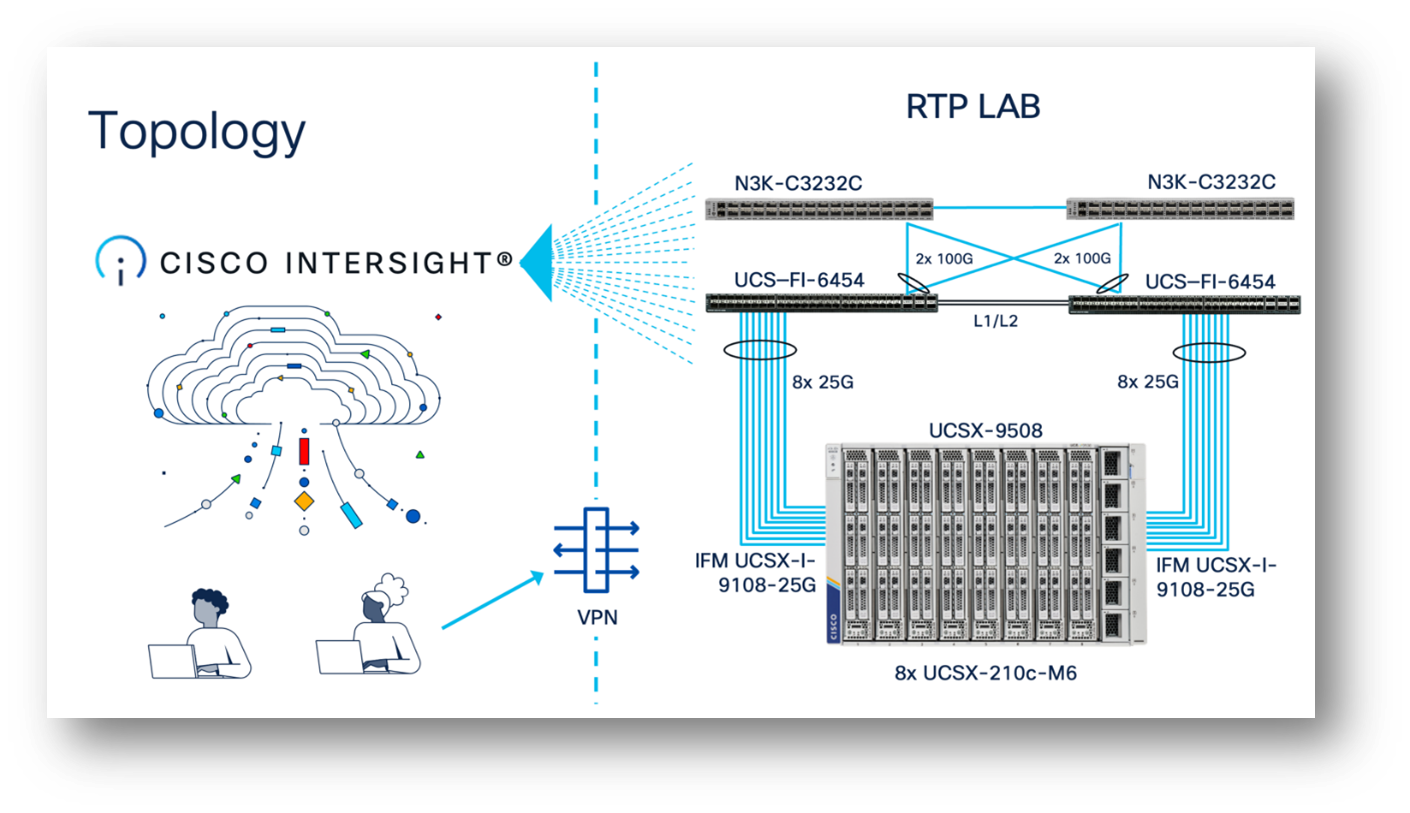 Topology
RTP LAB
N3K-C3232C
N3K-C3232C
CISCO INTERSIGHT®
2x 100G
2x 100G
UCS–FI-6454
UCS–FI-6454
L1/L2
8x 25G
8x 25G
UCSX-9508
IFM UCSX-I-
9108-25G
IFM UCSX-I-
9108-25G
VPN
CISCO
8x UCSX-210c-M6